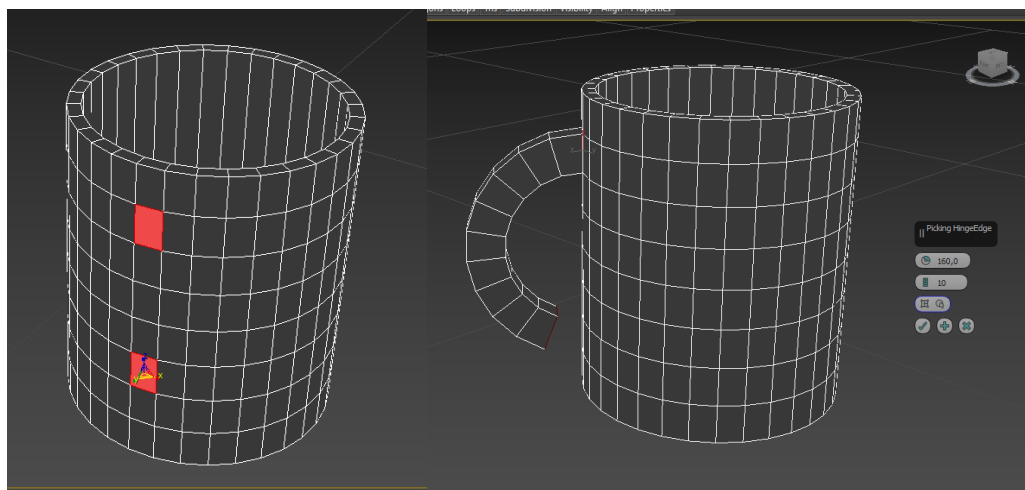 Loops
Subdivision Visibility Align Properties
y x
Picking HingeEdge
160,0
10